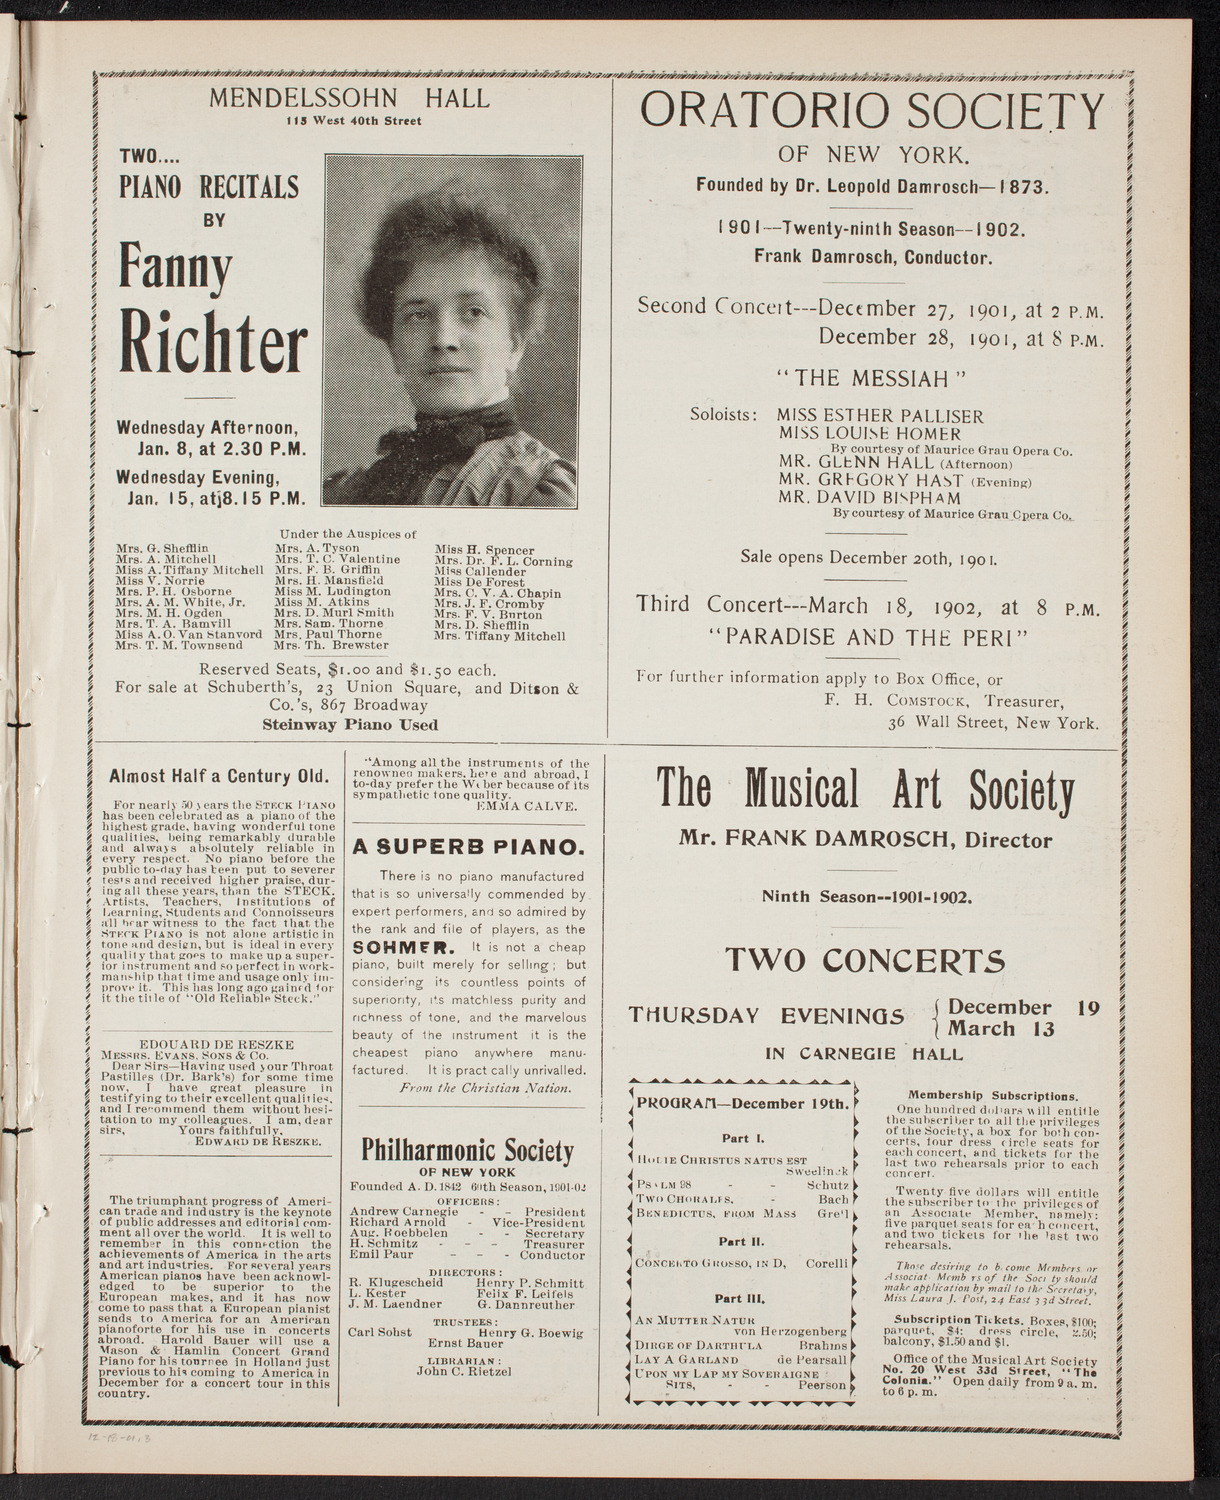 MENDELSSOHN HALL
115 West 40th Street
TWO....
PIANO RECITALS
BY
Fanny
Richter
Wednesday Afternoon,
Jan. 8, at 2.30 P.M.
Wednesday Evening,
Jan. 15, at 8.15 P.M.
Under the Auspices of
Mrs. G. Shefflin
Mrs. A. Mitchell
Miss A. Tiffany Mitchell
Miss V. Norrie
Mrs. P. H. Osborne
Mrs. A. M. White, Jr.
Mrs. M. H. Ogden
Mrs. T. A. Bamvill
Miss A. O. Van Stanvord
Mrs. T. M. Townsend
Mrs. A. Tyson
Mrs. T. C. Valentine
Mrs. F. B. Griffin
Mrs. H. Mansfield
Miss M. Ludington
Miss M. Atkins
Mrs. D. Murl Smith
Mrs. Sam. Thorne
Mrs. Paul Thorne
Mrs. Th. Brewster
Miss H. Spencer
Mrs. Dr. F. L. Corning
Miss Callender
Miss De Forest
Mrs. C. V. A. Chapin
Mrs. J. F. Cromby
Mrs. F. V. Burton
Mrs. D. Shefflin
Mrs. Tiffany Mitchell
Reserved Seats, $1.00 and $1.50 each.
For sale at Schuberth's, 23 Union Square, and Ditson &
Co.'s, 867 Broadway
Steinway Piano Used
ORATORIO SOCIETY
OF NEW YORK.
Founded by Dr. Leopold Damrosch—1873.
1901--Twenty-ninth Season--1902.
Frank Damrosch, Conductor.
Second Concert---December 27, 1901, at 2 P.M.
December 28, 1901, at 8 P.M.
"THE MESSIAH"
Soloists: MISS ESTHER PALLISER
MISS LOUISE HOMER
By courtesy of Maurice Grau Opera Co.
MR. GLENN HALL (Afternoon)
MR. GREGORY HAST (Evening)
MR. DAVID BISPHAM
By courtesy of Maurice Grau Opera Co.
Sale opens December 20th, 1901.
Third Concert---March 18, 1902, at 8 P.M.
"PARADISE AND THE PERI"
For further information apply to Box Office, or
F. H. COMSTOCK, Treasurer,
36 Wall Street, New York.
Almost Half a Century Old.
For nearly 50 years the STECK PIANO
has been celebrated as a piano of the
highest grade, having wonderful tone
qualities, being remarkably durable
and always absolutely reliable in
every respect. No piano before the
public to-day has been put to severer
tests and received higher praise, dur-
ing all these years, than the STECK.
Artists, Teachers, Institutions of
Learning, Students and Connoisseurs
all bear witness to the fact that the
STECK PIANO is not alone artistic in
tone and design, but is ideal in every
quality that goes to make up a super-
ior instrument and so perfect in work-
manship that time and usage only im-
prove it. This has long ago gained for
it the title of "Old Reliable Steck."
EDOUARD DE RESZKE
MESSRS. EVANS, SONS & CO.
Dear Sirs—Having used your Throat
Pastilles (Dr. Bark's) for some time
now, I have great pleasure in
testifying to their excellent qualities,
and I recommend them without hesi-
tation to my colleagues. I am, dear
sirs, Yours faithfully,
EDWARD DE RESZKE.
The triumphant progress of Ameri-
can trade and industry is the keynote
of public addresses and editorial com-
ment all over the world. It is well to
remember in this connection the
achievements of America in the arts
and art industries. For several years
American pianos have been acknowl-
edged to be superior to the
European makes, and it has now
come to pass that a European pianist
sends to America for an American
pianoforte for his use in concerts
abroad. Harold Bauer will use a
Mason & Hamlin Concert Grand
Piano for his tournee in Holland just
previous to his coming to America in
December for a concert tour in this
country.
"Among all the instruments of the
renowned makers, here and abroad, I
to-day prefer the Weber because of its
sympathetic tone quality.
EMMA CALVE.
A SUPERB PIANO.
There is no piano manufactured
that is so universally commended by
expert performers, and so admired by
the rank and file of players, as the
SOHMER. It is not a cheap
piano, built merely for selling; but
considering its countless points of
superiority, its matchless purity and
richness of tone, and the marvelous
beauty of the instrument it is the
cheapest piano anywhere manu-
factured. It is practically unrivalled.
From the Christian Nation.
Philharmonic Society
OF NEW YORK
Founded A. D. 1842 60th Season, 1901-02
OFFICERS:
Andrew Carnegie - - President
Richard Arnold - Vice-President
Aug. Roebbelen - - Secretary
H. Schmitz - - - Treasurer
Emil Paur - - - Conductor
DIRECTORS:
R. Klugescheid Henry P. Schmitt
L. Kester Felix F. Leifels
J. M. Laendner G. Dannreuther
TRUSTEES:
Carl Sohst Henry G. Boewig
Ernst Bauer
LIBRARIAN:
John C. Rietzel
The Musical Art Society
Mr. FRANK DAMROSCH, Director
Ninth Season--1901-1902.
TWO CONCERTS
THURSDAY EVENINGS { December 19
March 13
IN CARNEGIE HALL
PROGRAM—December 19th.
Part I.
HODIE CHRISTUS NATUS EST
Sweelinck
PSALM 98 - - Schutz
TWO CHORALES, - Bach
BENEDICTUS, FROM MASS Grell
Part II.
CONCERTO GROSSO, IN D, Corelli
Part III.
AN MUTTER NATUR
von Herzogenberg
DIRGE OF DARTHULA Brahms
LAY A GARLAND de Pearsall
UPON MY LAP MY SOVERAIGNE
SITS, - - Peerson
Membership Subscriptions.
One hundred dollars will entitle
the subscriber to all the privileges
of the Society, a box for both con-
certs, four dress circle seats for
each concert, and tickets for the
last two rehearsals prior to each
concert.
Twenty five dollars will entitle
the subscriber to the privileges of
an Associate Member, namely:
five parquet seats for each concert,
and two tickets for the last two
rehearsals.
Those desiring to become Members or
Associate Members of the Society should
make application by mail to the Secretary,
Miss Laura J. Post, 24 East 33d Street.
Subscription Tickets. Boxes, $100;
parquet, $4; dress circle, 2.50;
balcony, $1.50 and $1.
Office of the Musical Art Society
No. 20 West 33d Street, "The
Colonia." Open daily from 9 a. m.
to 6 p. m.
12-18-01.3